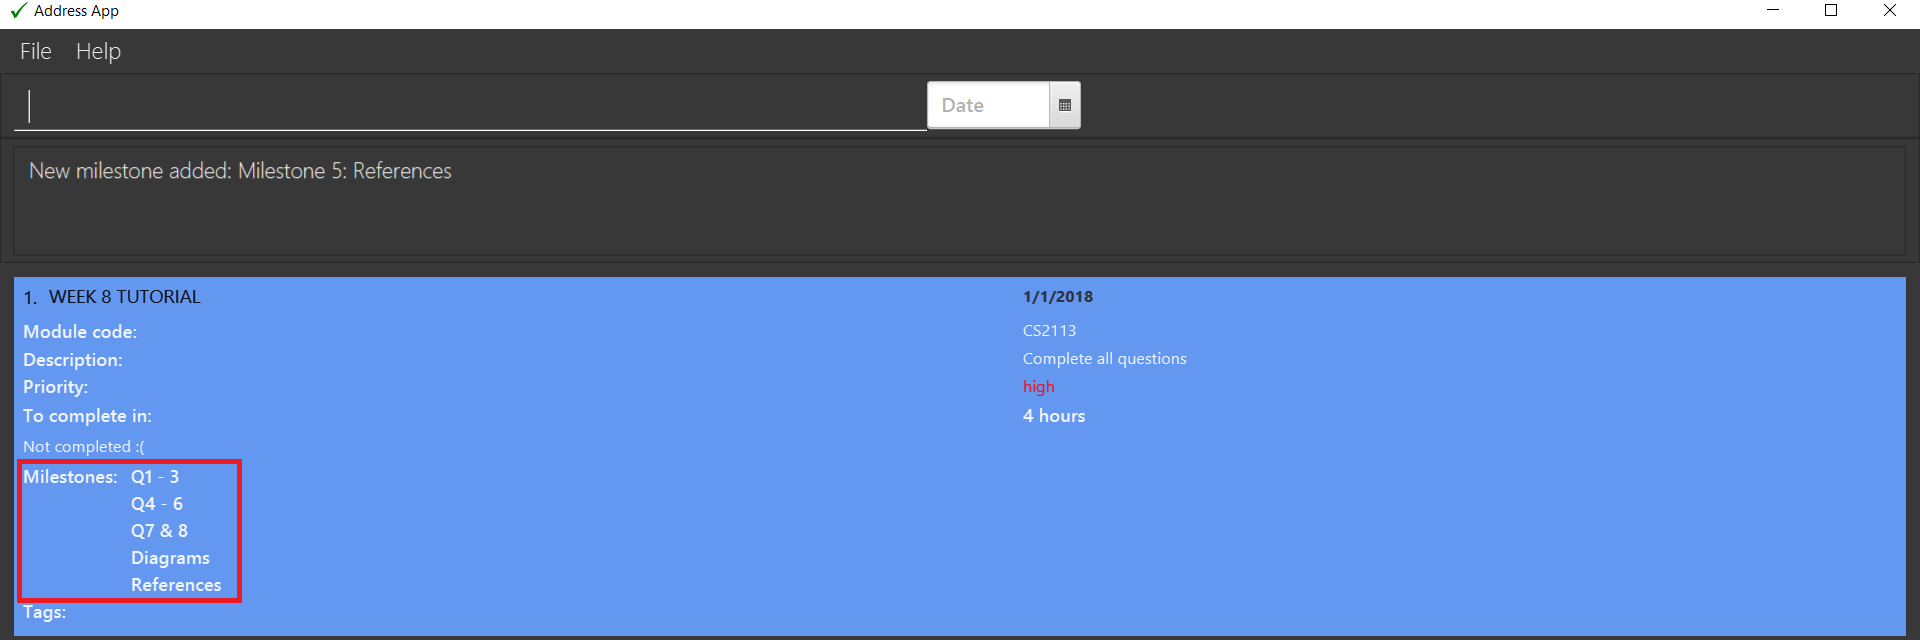 Address App
File Help
Date
New milestone added: Milestone 5: References
1. WEEK 8 TUTORIAL 1/1/2018
Module code: CS2113
Description: Complete all questions
Priority: high
To complete in: 4 hours
Not completed :(
Milestones: Q1 - 3
Q4 - 6
Q7 & 8
Diagrams
References
Tags: